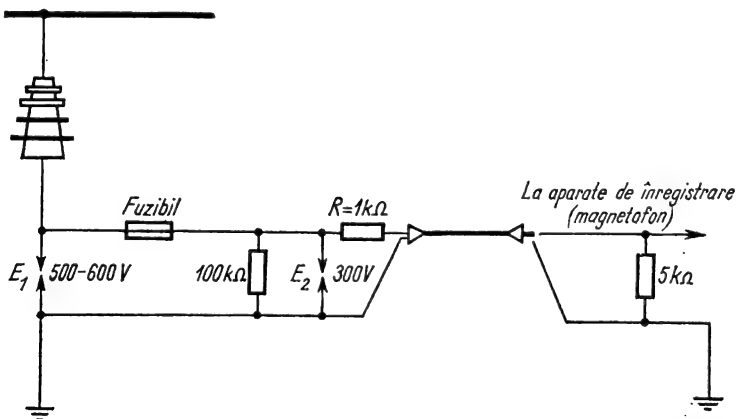 Fuzibil
R=1kΩ
La aparate de înregistrare
(magnetofon)
E1 500-600V
100kΩ
E2 300V
5kΩ